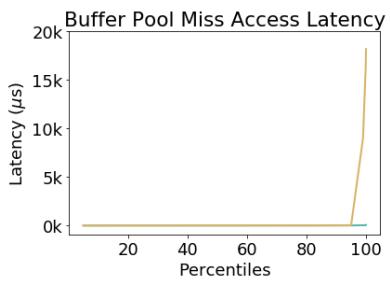 Buffer Pool Miss Access Latency
20k
15k
10k
5k
0k
Latency (μs)
20 40 60 80 100
Percentiles